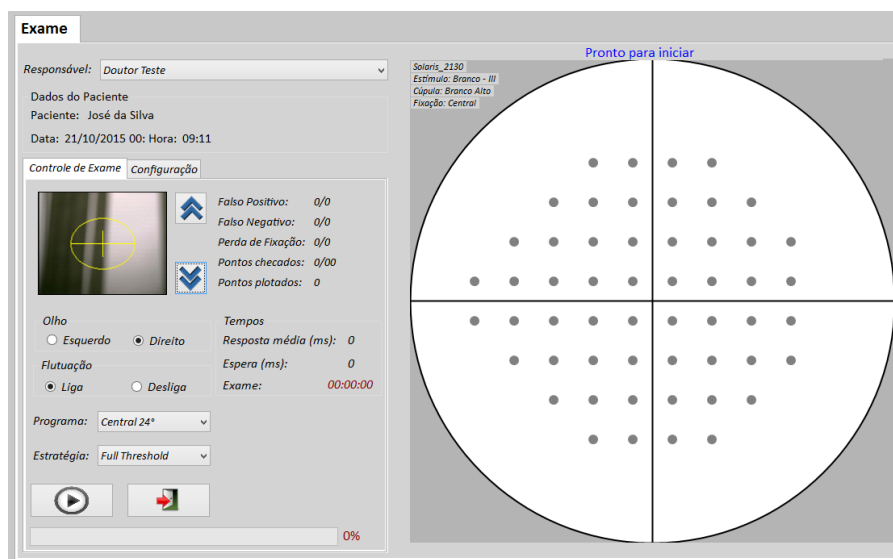 Exame
Pronto para iniciar
Responsável: Doutor Teste
Dados do Paciente
Paciente: José da Silva
Data: 21/10/2015 00: Hora: 09:11
Controle de Exame Configuração
Falso Positivo: 0/0
Falso Negativo: 0/0
Perda de Fixação: 0/0
Pontos checados: 0/00
Pontos plotados: 0
Olho
Esquerdo Direito
Tempos
Resposta média (ms): 0
Espera (ms): 0
Exame: 00:00:00
Flutuação
Liga Desliga
Programa: Central 24°
Estratégia: Full Threshold
0%
Solaris_2130
Estímulo: Branco - III
Cúpula: Branco Alto
Fixação: Central